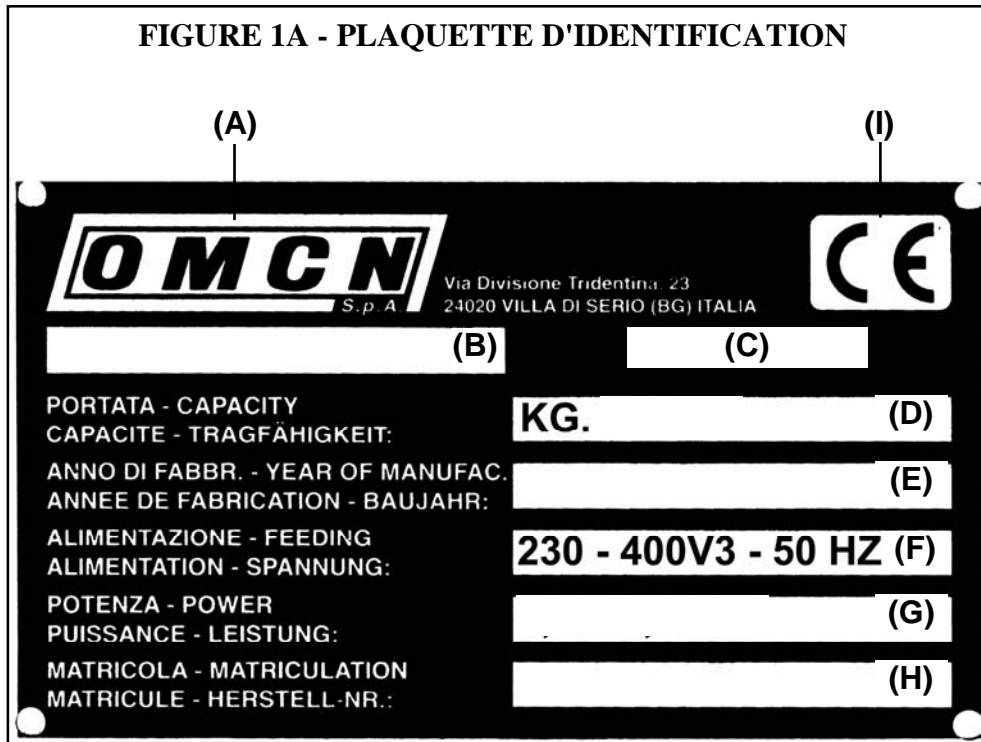 FIGURE 1A - PLAQUETTE D'IDENTIFICATION
(A) (I)
OMCN
S.p.A.
Via Divisione Tridentina, 23
24020 VILLA DI SERIO (BG) ITALIA
CE
(B) (C)
PORTATA - CAPACITY
CAPACITE - TRAGFÄHIGKEIT:
KG. (D)
ANNO DI FABBR. - YEAR OF MANUFAC.
ANNEE DE FABRICATION - BAUJAHR:
(E)
ALIMENTAZIONE - FEEDING
ALIMENTATION - SPANNUNG:
230 - 400V3 - 50 HZ (F)
POTENZA - POWER
PUISSANCE - LEISTUNG:
(G)
MATRICOLA - MATRICULATION
MATRICULE - HERSTELL-NR.:
(H)